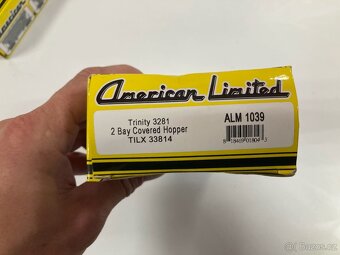 American Limited
Trinity 3281
2 Bay Covered Hopper
TILX 33814
ALM 1039